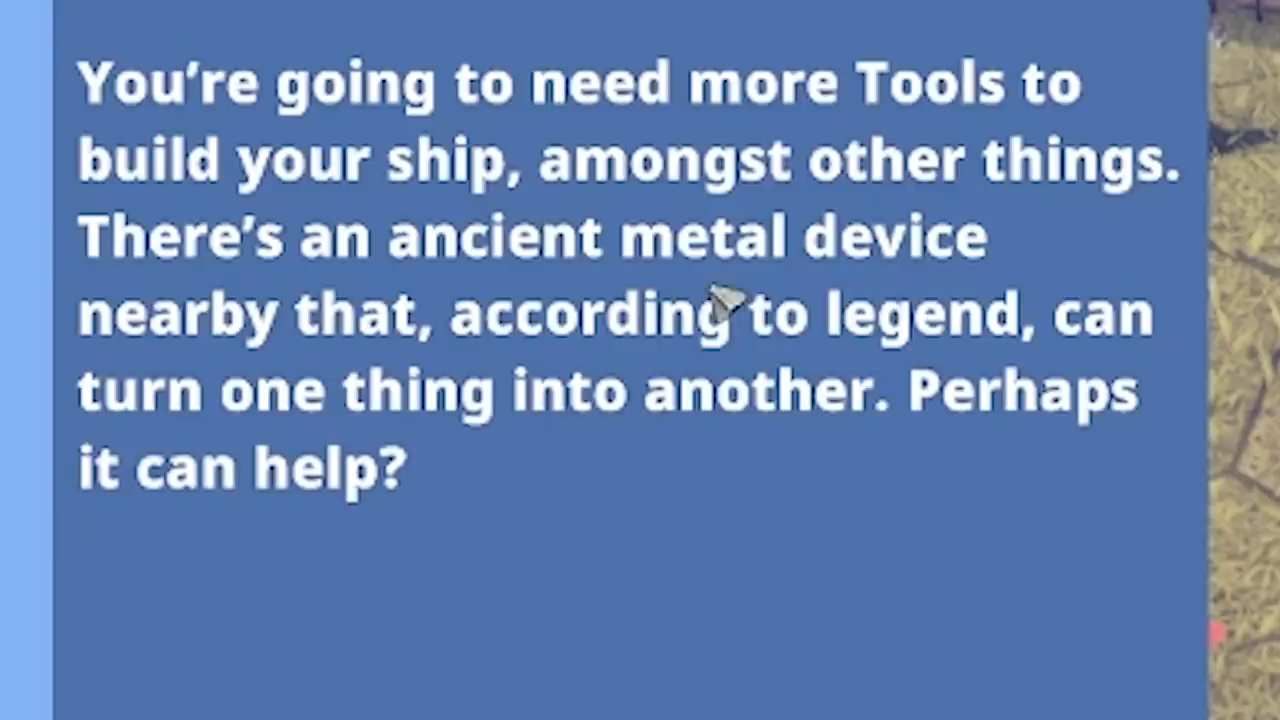 You’re going to need more Tools to
build your ship, amongst other things.
There’s an ancient metal device
nearby that, according to legend, can
turn one thing into another. Perhaps
it can help?